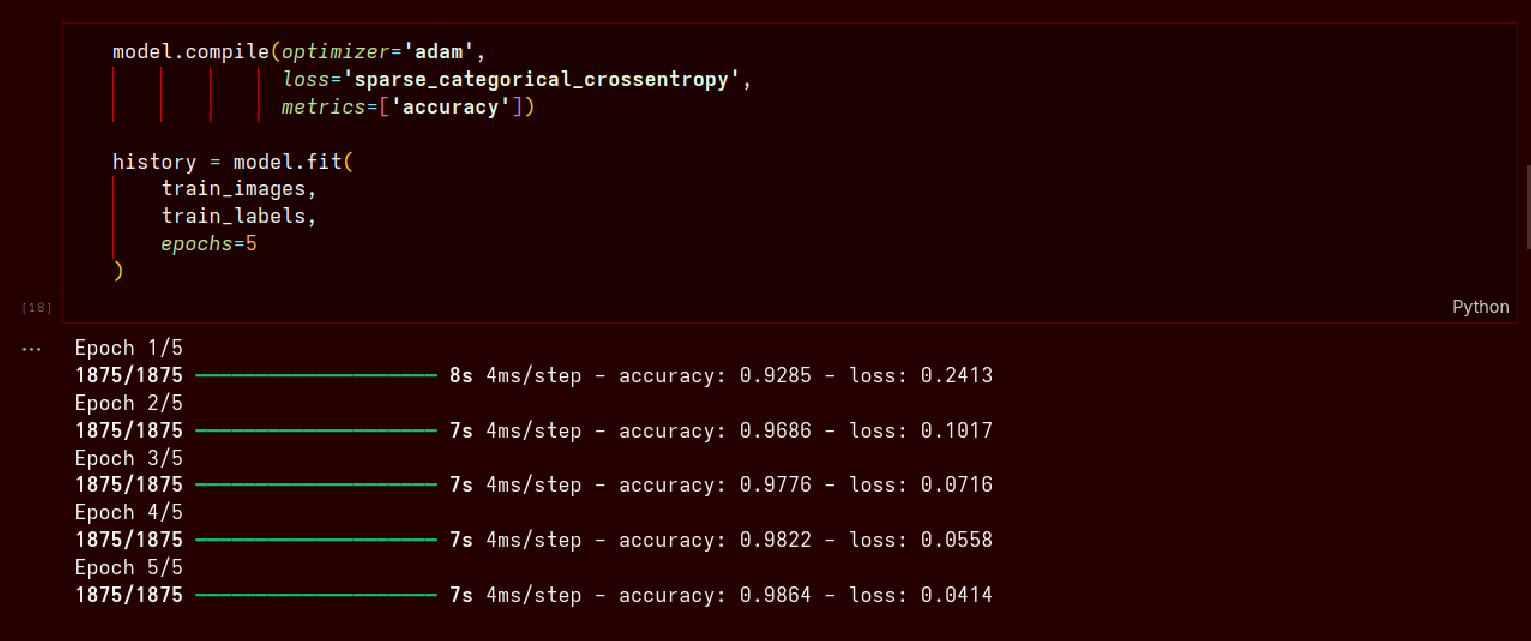 model.compile(optimizer='adam',
loss='sparse_categorical_crossentropy',
metrics=['accuracy'])
history = model.fit(
train_images,
train_labels,
epochs=5
)
[18]
Python
...
Epoch 1/5
1875/1875 ━━━━━━━━━━━━━━━━━━━━ 8s 4ms/step - accuracy: 0.9285 - loss: 0.2413
Epoch 2/5
1875/1875 ━━━━━━━━━━━━━━━━━━━━ 7s 4ms/step - accuracy: 0.9686 - loss: 0.1017
Epoch 3/5
1875/1875 ━━━━━━━━━━━━━━━━━━━━ 7s 4ms/step - accuracy: 0.9776 - loss: 0.0716
Epoch 4/5
1875/1875 ━━━━━━━━━━━━━━━━━━━━ 7s 4ms/step - accuracy: 0.9822 - loss: 0.0558
Epoch 5/5
1875/1875 ━━━━━━━━━━━━━━━━━━━━ 7s 4ms/step - accuracy: 0.9864 - loss: 0.0414